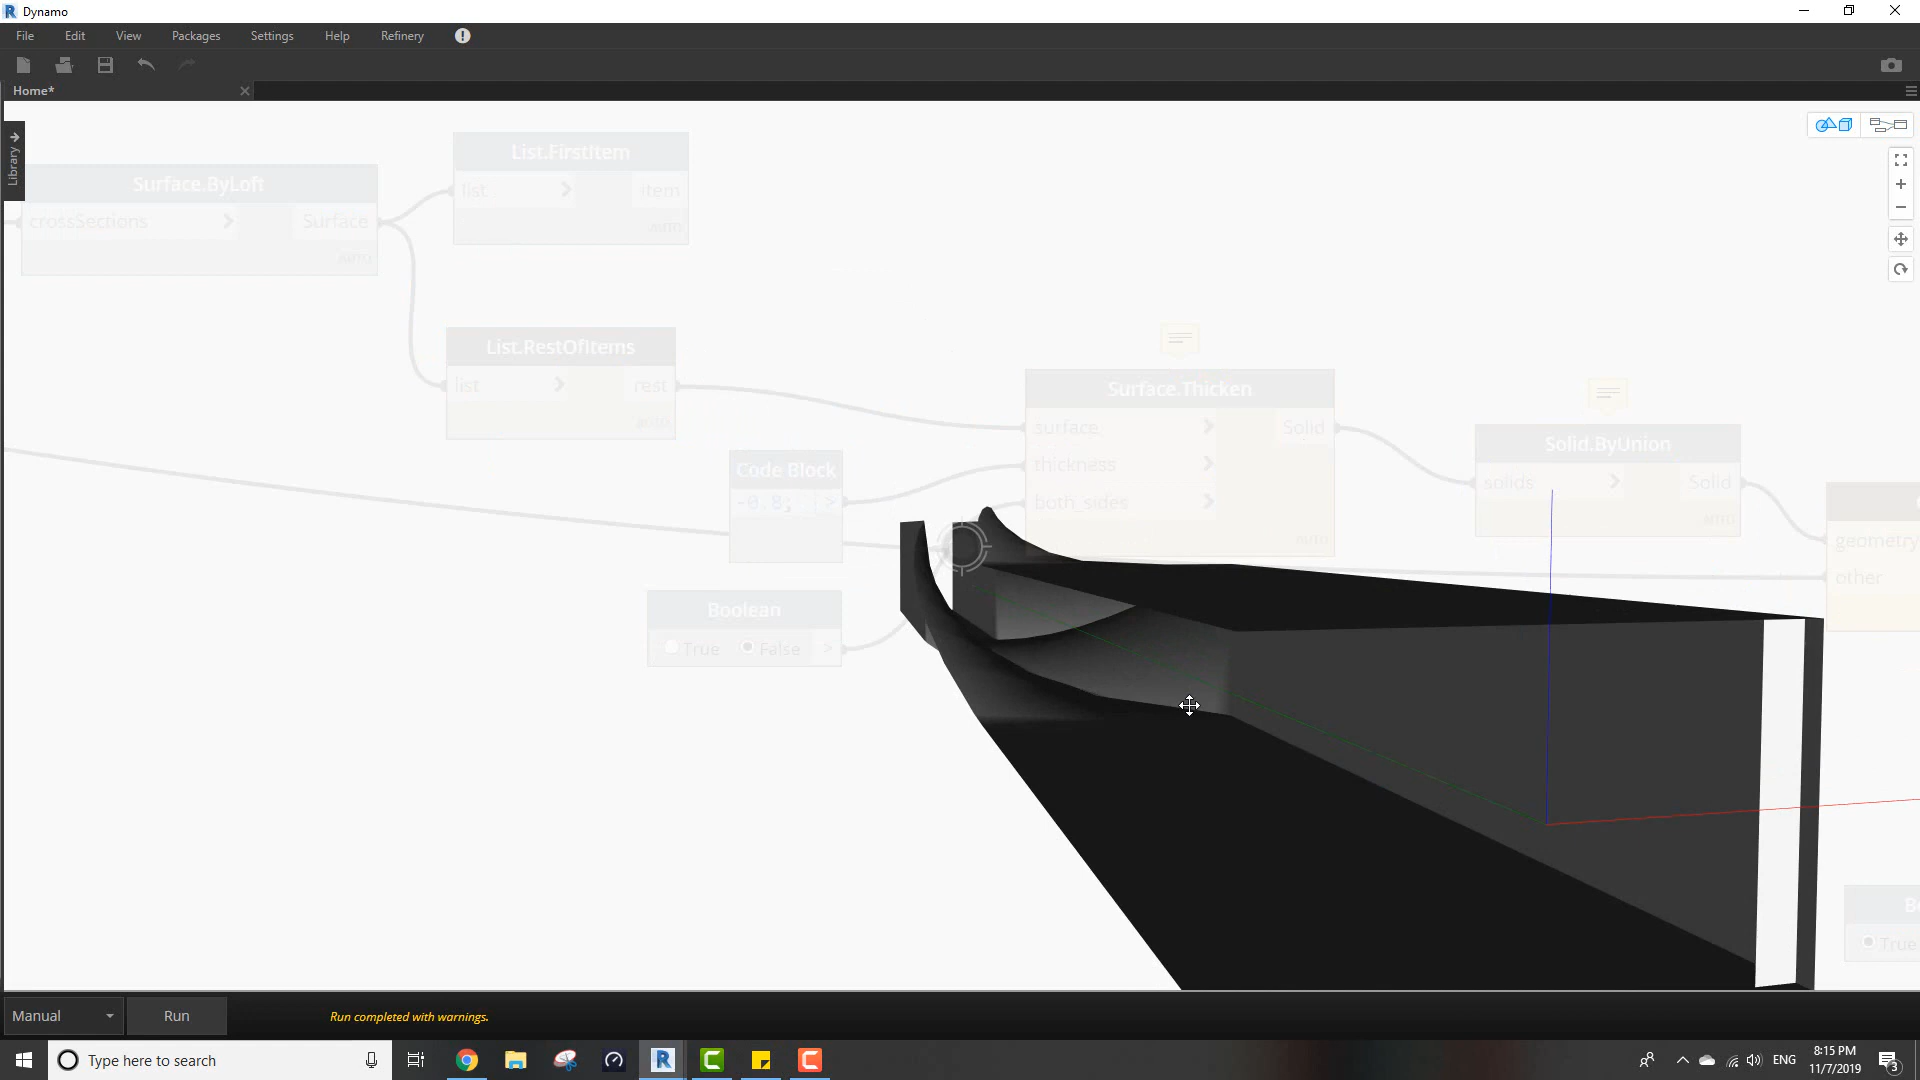 Dynamo
File Edit View Packages Settings Help Refinery
Home*
Library
List.FirstItem
list > item
AUTO
Surface.ByLoft
crossSections > Surface
AUTO
List.RestOfItems
list > rest
AUTO
Surface.Thicken
surface > Solid
thickness >
both_sides >
AUTO
Code Block
-0.8; >
Solid.ByUnion
solids > Solid
AUTO
geometry
other
Boolean
True False >
True
Manual Run Run completed with warnings.
Type here to search
ENG
8:15 PM
11/7/2019
3